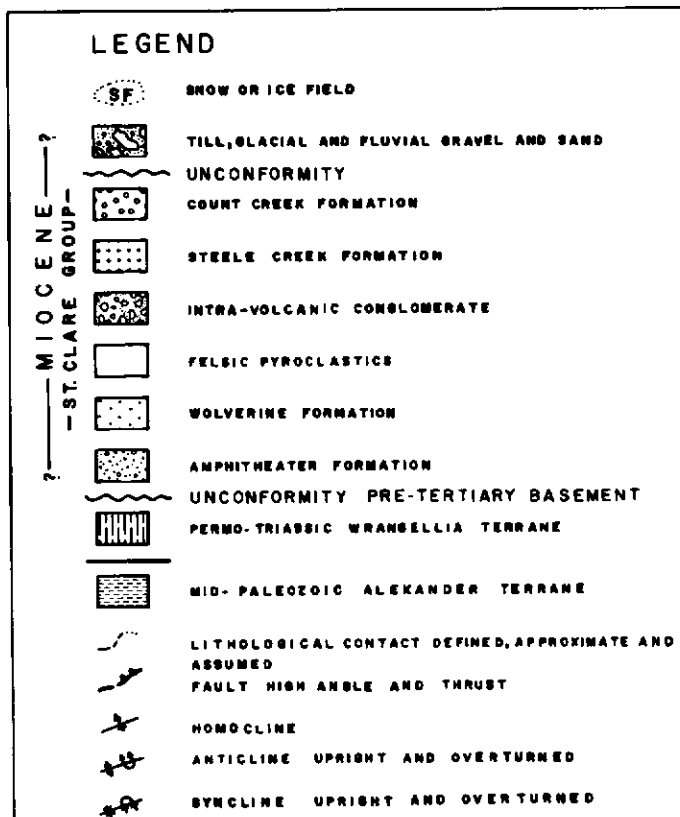 LEGEND
SF SNOW OR ICE FIELD
TILL, GLACIAL AND FLUVIAL GRAVEL AND SAND
UNCONFORMITY
COUNT CREEK FORMATION
STEELE CREEK FORMATION
INTRA-VOLCANIC CONGLOMERATE
FELSIC PYROCLASTICS
WOLVERINE FORMATION
AMPHITHEATER FORMATION
? — MIOCENE — ?
— ST. CLARE GROUP —
UNCONFORMITY PRE-TERTIARY BASEMENT
PERMO-TRIASSIC WRANGELLIA TERRANE
MID-PALEOZOIC ALEXANDER TERRANE
LITHOLOGICAL CONTACT DEFINED, APPROXIMATE AND
ASSUMED
FAULT HIGH ANGLE AND THRUST
HOMOCLINE
ANTICLINE UPRIGHT AND OVERTURNED
SYNCLINE UPRIGHT AND OVERTURNED